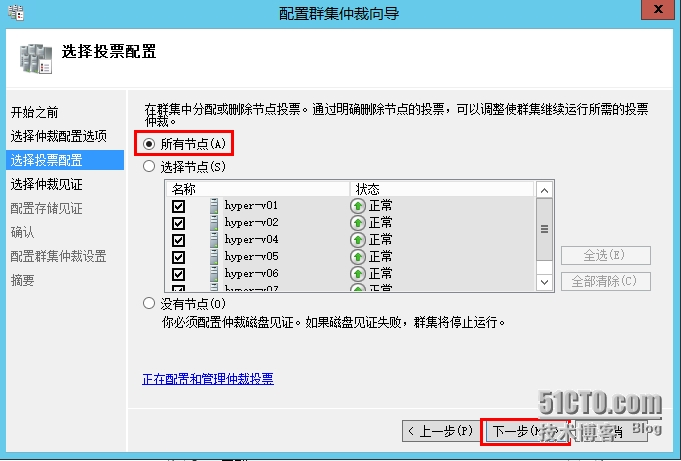 配置群集仲裁向导
x
选择投票配置
开始之前
选择仲裁配置选项
选择投票配置
选择仲裁见证
配置存储见证
确认
配置群集仲裁设置
摘要
在群集中分配或删除节点投票。通过明确删除节点的投票，可以调整使群集继续运行所需的投票
仲裁。
所有节点(A)
选择节点(S)
名称 状态
hyper-v01 正常
hyper-v02 正常
hyper-v04 正常
hyper-v05 正常
hyper-v06 正常
hyper-v07 正常
全选(E)
全部清除(C)
没有节点(O)
你必须配置仲裁磁盘见证。如果磁盘见证失败，群集将停止运行。
正在配置和管理仲裁投票
< 上一步(P)
下一步(N) >
消
51CTO.com
技术博客 Blog